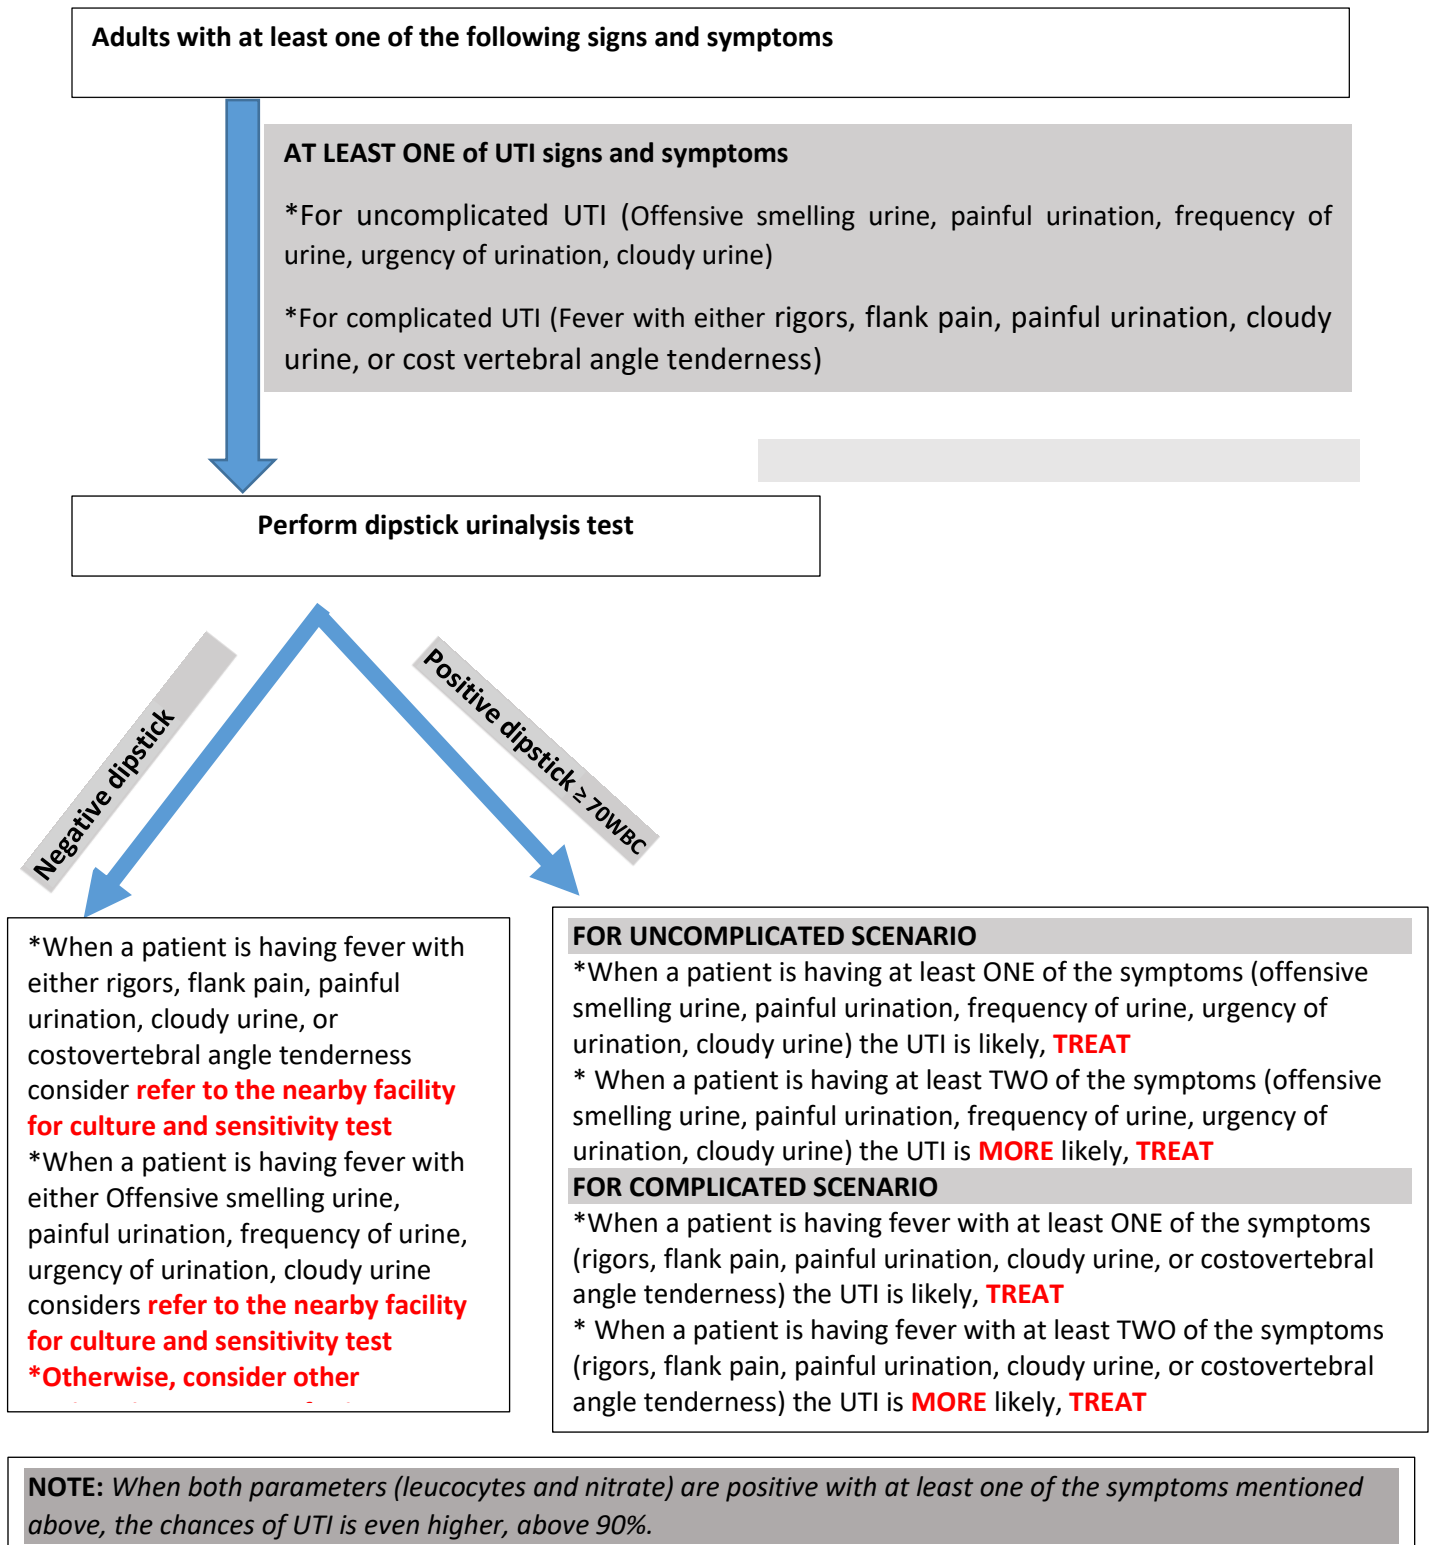 Adults with at least one of the following signs and symptoms
AT LEAST ONE of UTI signs and symptoms
*For uncomplicated UTI (Offensive smelling urine, painful urination, frequency of
urine, urgency of urination, cloudy urine)
*For complicated UTI (Fever with either rigors, flank pain, painful urination, cloudy
urine, or cost vertebral angle tenderness)
Perform dipstick urinalysis test
Negative dipstick
Positive dipstick ≥ 70WBC
*When a patient is having fever with
either rigors, flank pain, painful
urination, cloudy urine, or
costovertebral angle tenderness
consider refer to the nearby facility
for culture and sensitivity test
*When a patient is having fever with
either Offensive smelling urine,
painful urination, frequency of urine,
urgency of urination, cloudy urine
considers refer to the nearby facility
for culture and sensitivity test
*Otherwise, consider other
FOR UNCOMPLICATED SCENARIO
*When a patient is having at least ONE of the symptoms (offensive
smelling urine, painful urination, frequency of urine, urgency of
urination, cloudy urine) the UTI is likely, TREAT
* When a patient is having at least TWO of the symptoms (offensive
smelling urine, painful urination, frequency of urine, urgency of
urination, cloudy urine) the UTI is MORE likely, TREAT
FOR COMPLICATED SCENARIO
*When a patient is having fever with at least ONE of the symptoms
(rigors, flank pain, painful urination, cloudy urine, or costovertebral
angle tenderness) the UTI is likely, TREAT
* When a patient is having fever with at least TWO of the symptoms
(rigors, flank pain, painful urination, cloudy urine, or costovertebral
angle tenderness) the UTI is MORE likely, TREAT
NOTE: When both parameters (leucocytes and nitrate) are positive with at least one of the symptoms mentioned
above, the chances of UTI is even higher, above 90%.